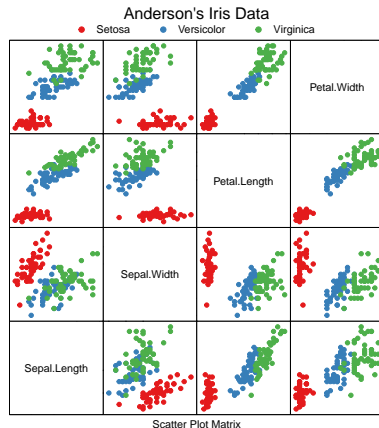 Anderson's Iris Data
Setosa Versicolor Virginica
Petal.Width
Petal.Length
Sepal.Width
Sepal.Length
Scatter Plot Matrix